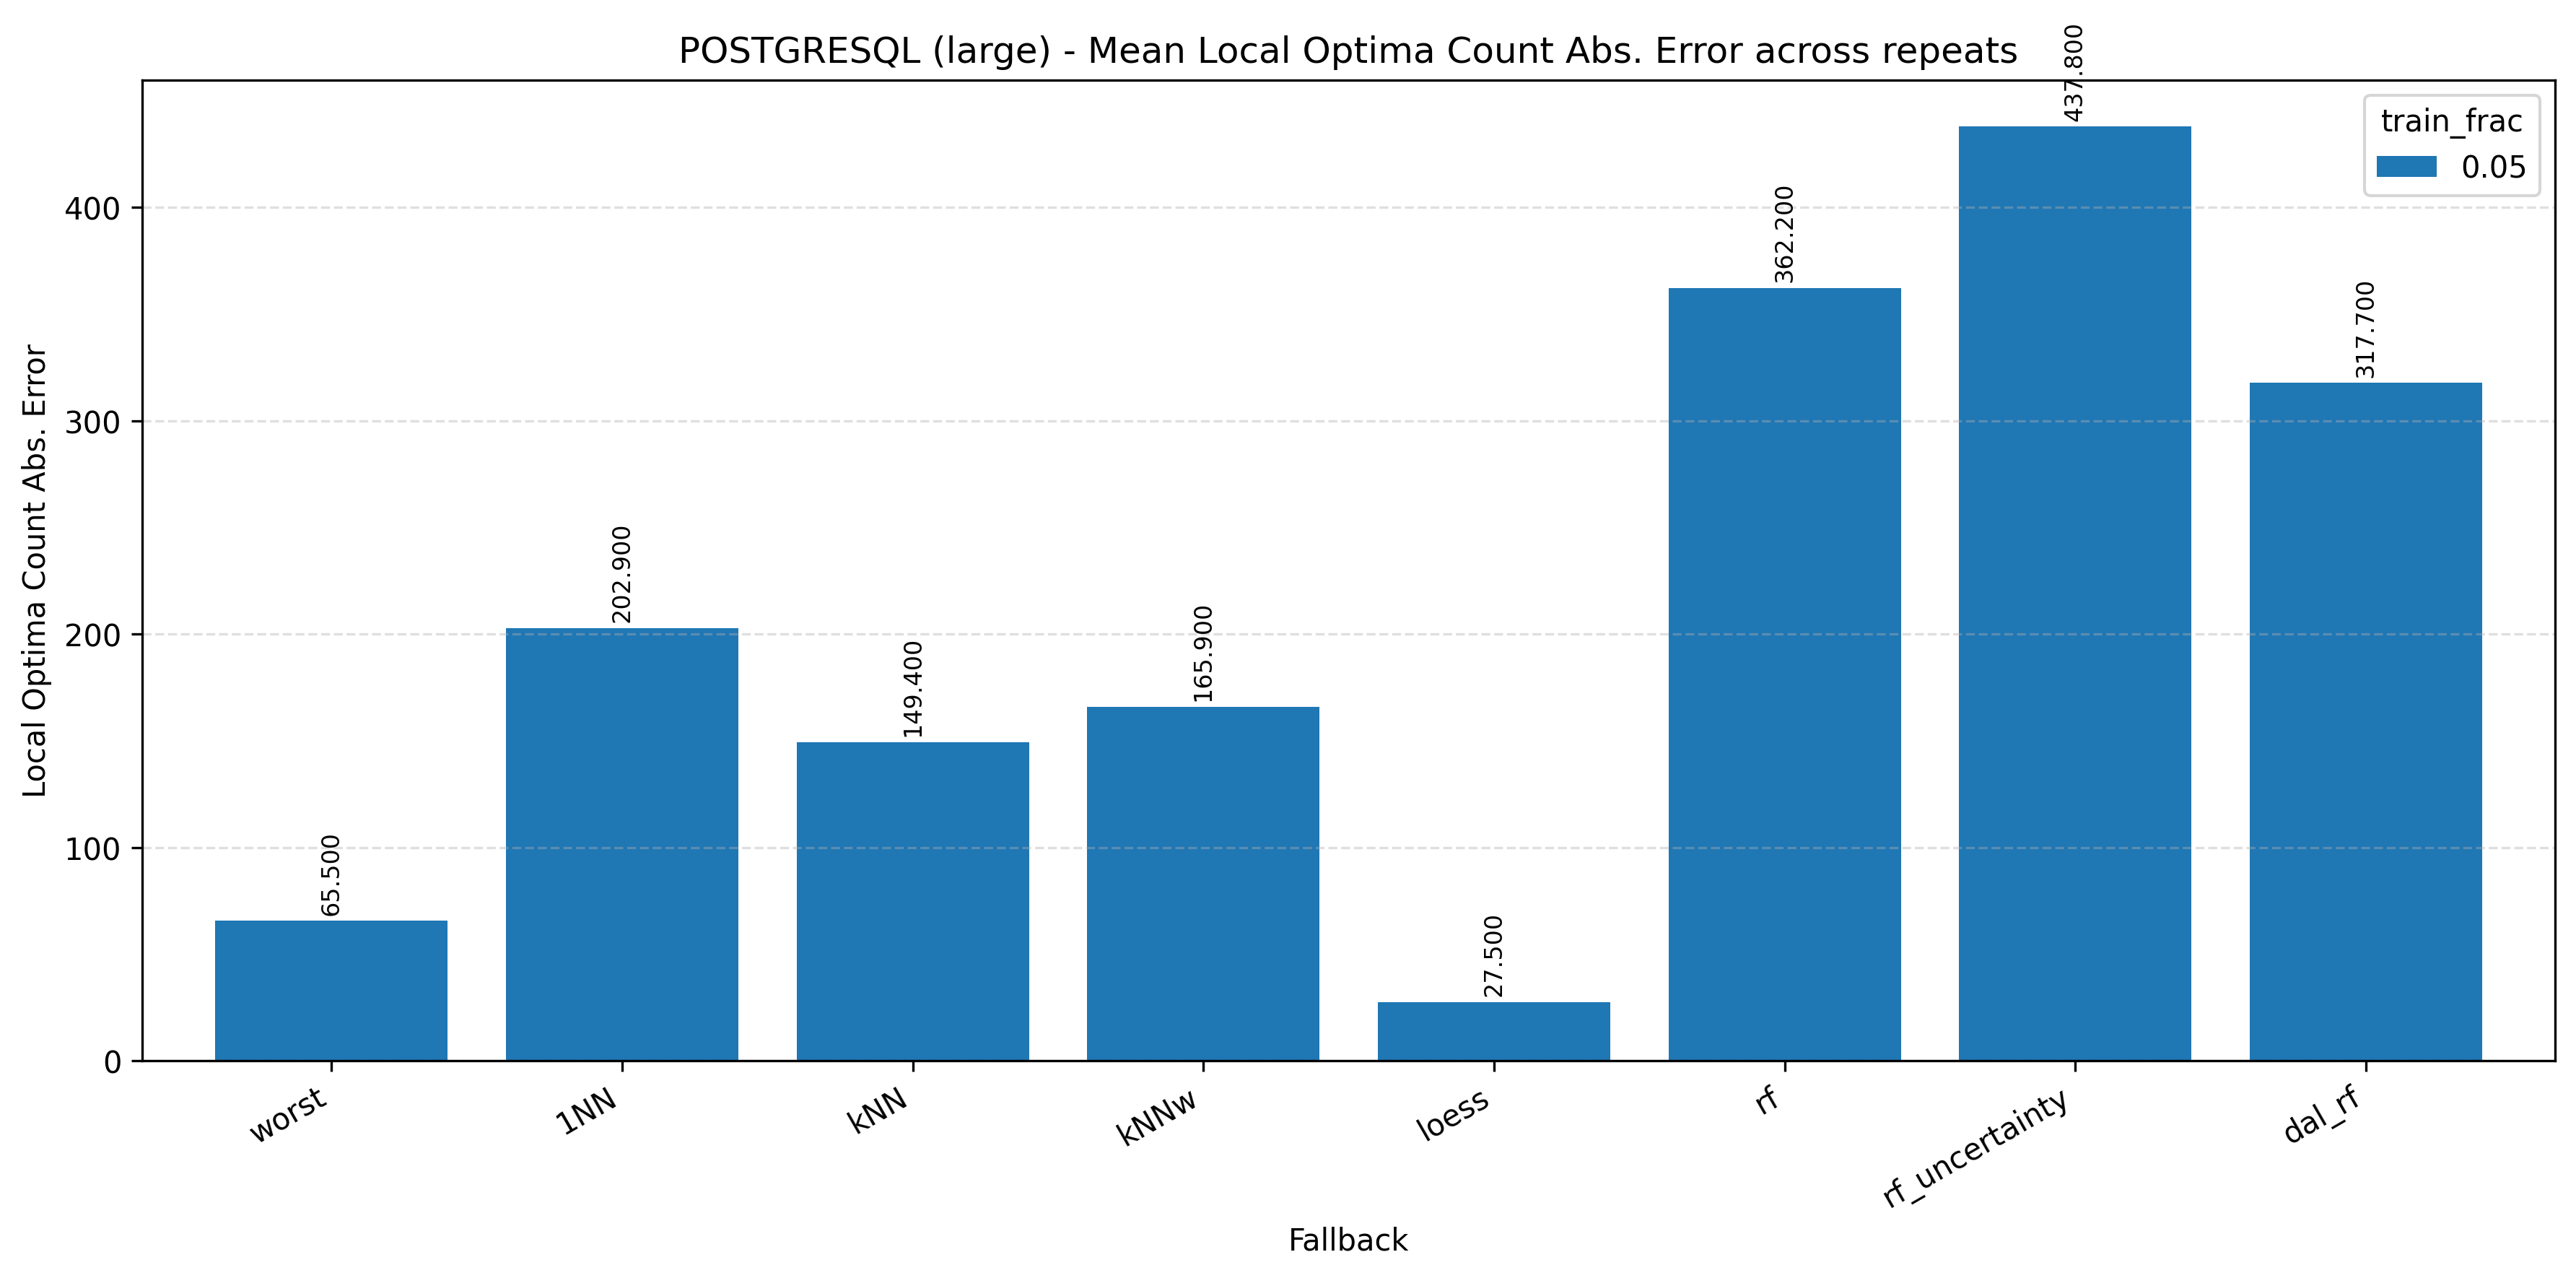 POSTGRESQL (large) - Mean Local Optima Count Abs. Error across repeats
train_frac
0.05
Local Optima Count Abs. Error
400
300
200
100
0
65.500
202.900
149.400
165.900
27.500
362.200
437.800
317.700
worst
1NN
kNN
kNNw
loess
rf
rf_uncertainty
dal_rf
Fallback